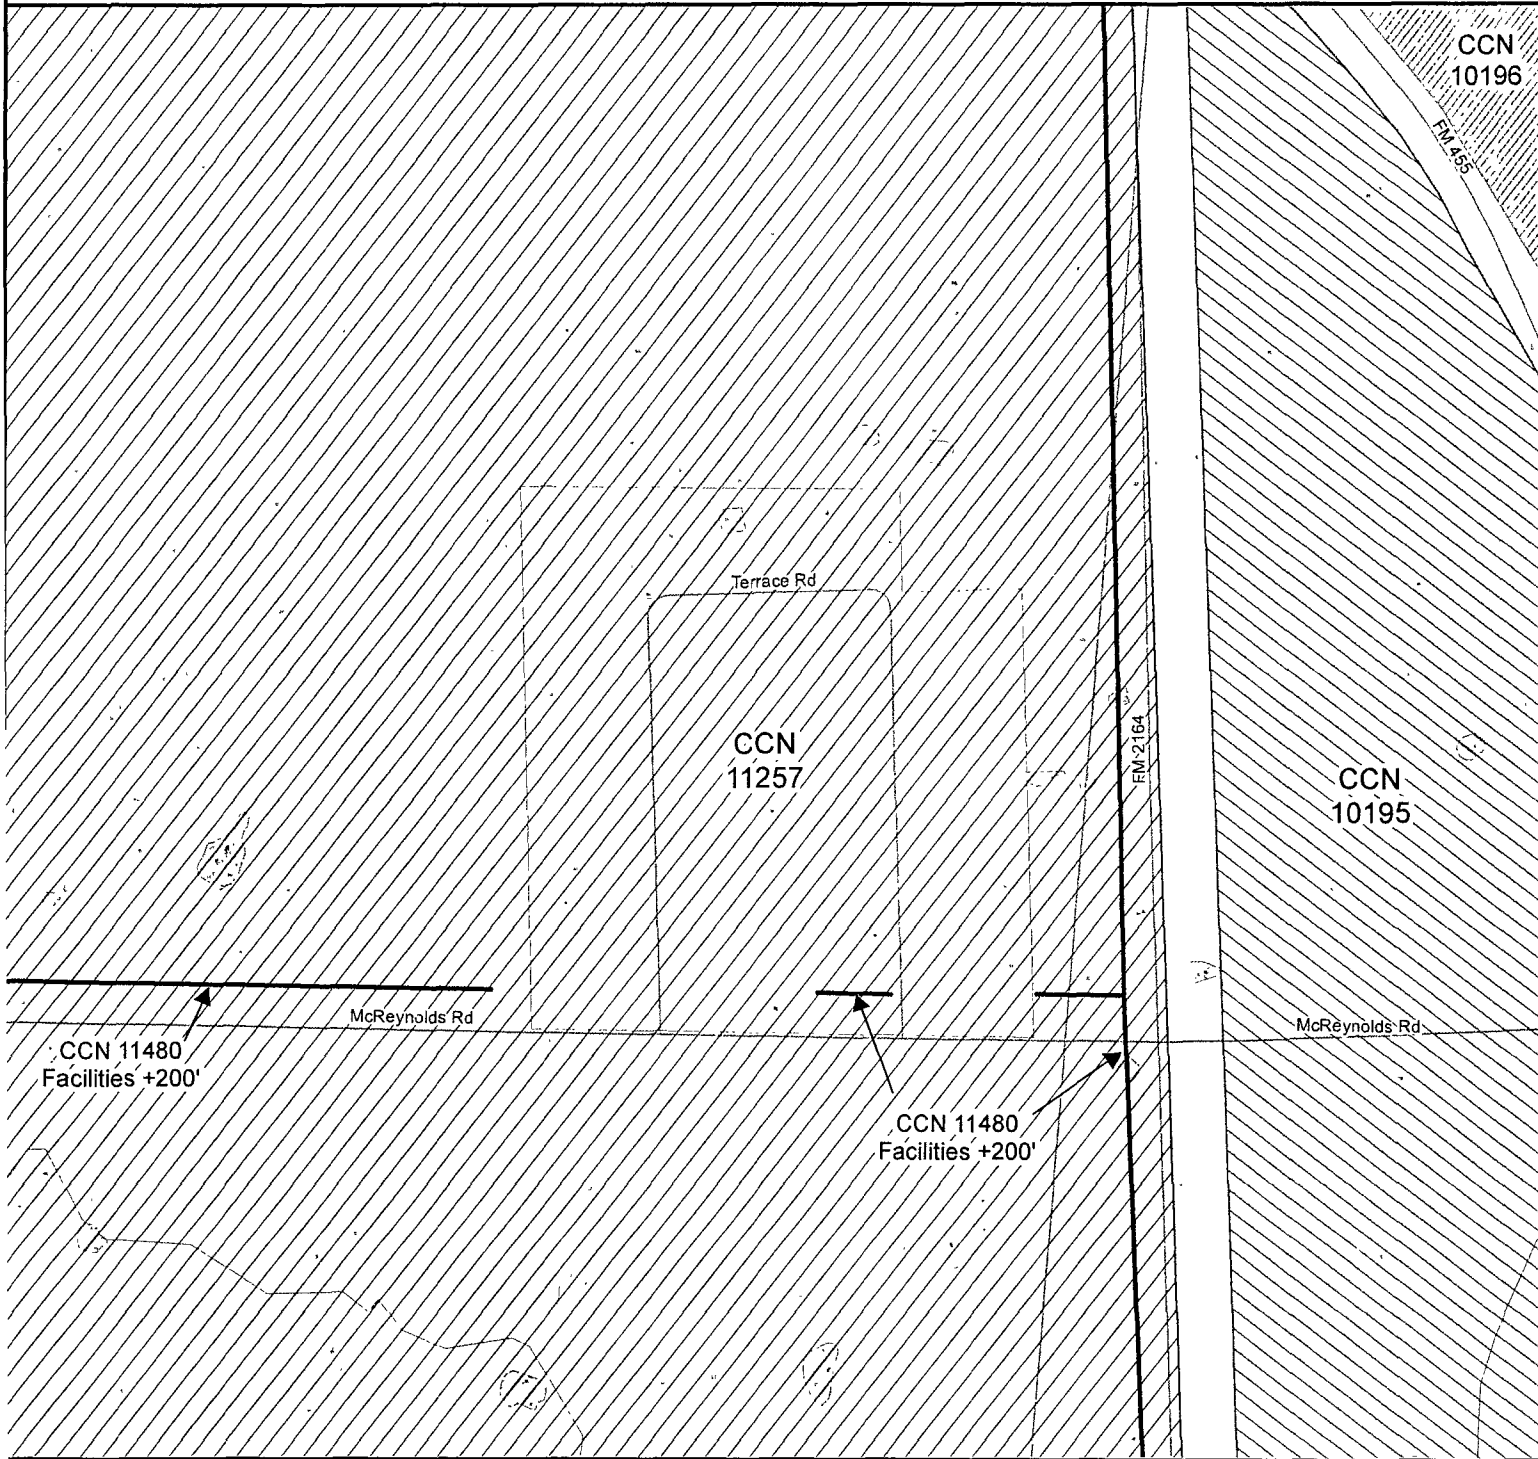 CCN
10196
FM 455
Terrace Rd
CCN
11257
FM 2164
CCN
10195
McReynolds Rd
McReynolds Rd
CCN 11480
Facilities +200'
CCN 11480
Facilities +200'